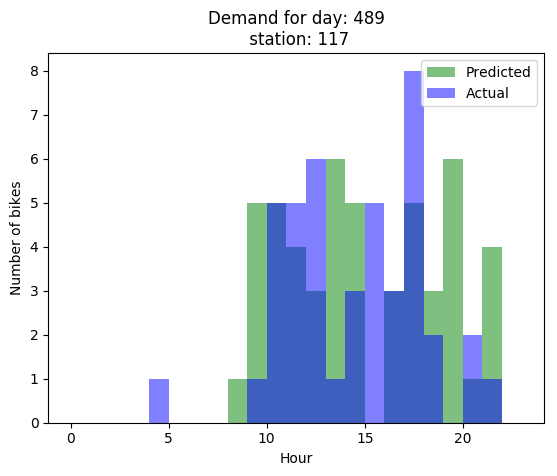 Demand for day: 489
station: 117
Predicted
Actual
Number of bikes
8
7
6
5
4
3
2
1
0
0 5 10 15 20
Hour